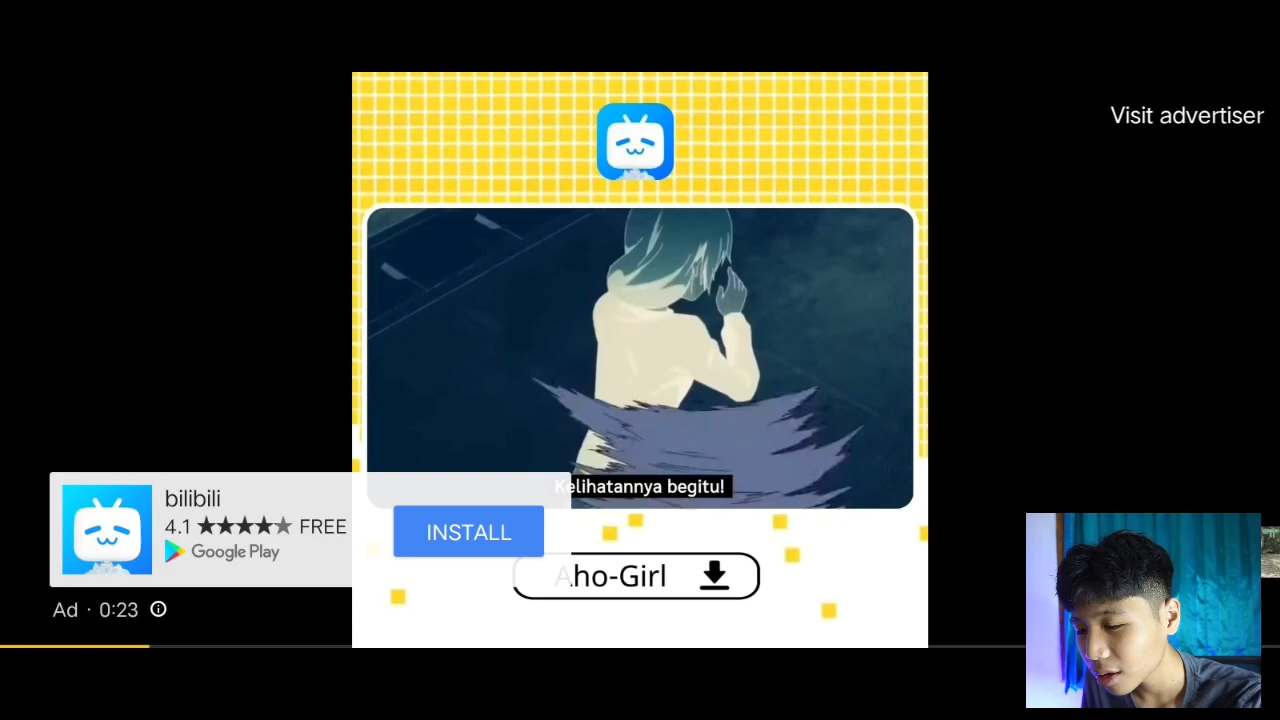 Visit advertiser
Kelihatannya begitu!
bilibili
4.1 ★★★★★ FREE
Google Play
INSTALL
Aho-Girl
Ad · 0:23